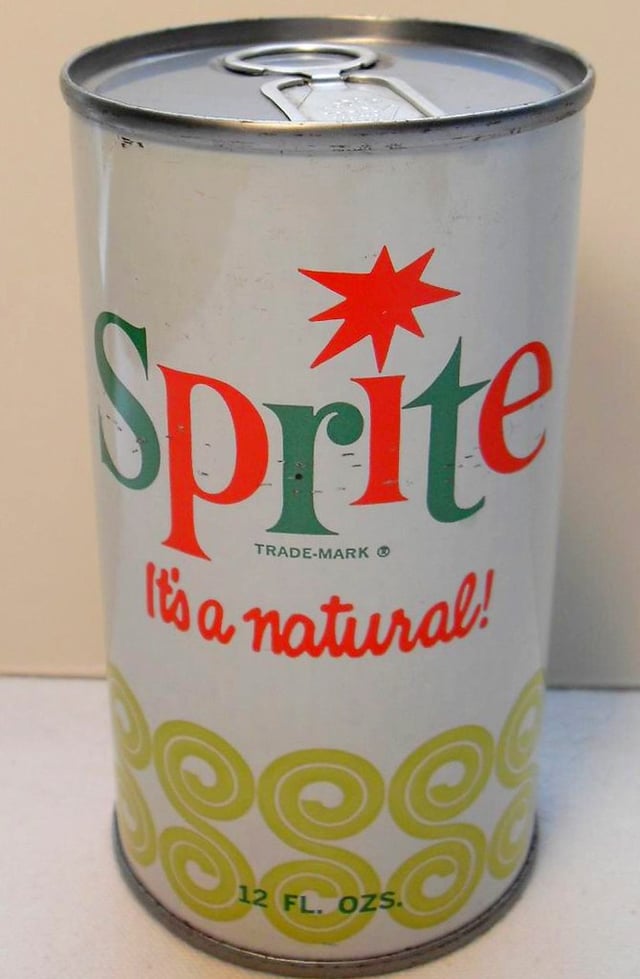 Sprite
TRADE-MARK ®
It's a natural!
12 FL. OZS.